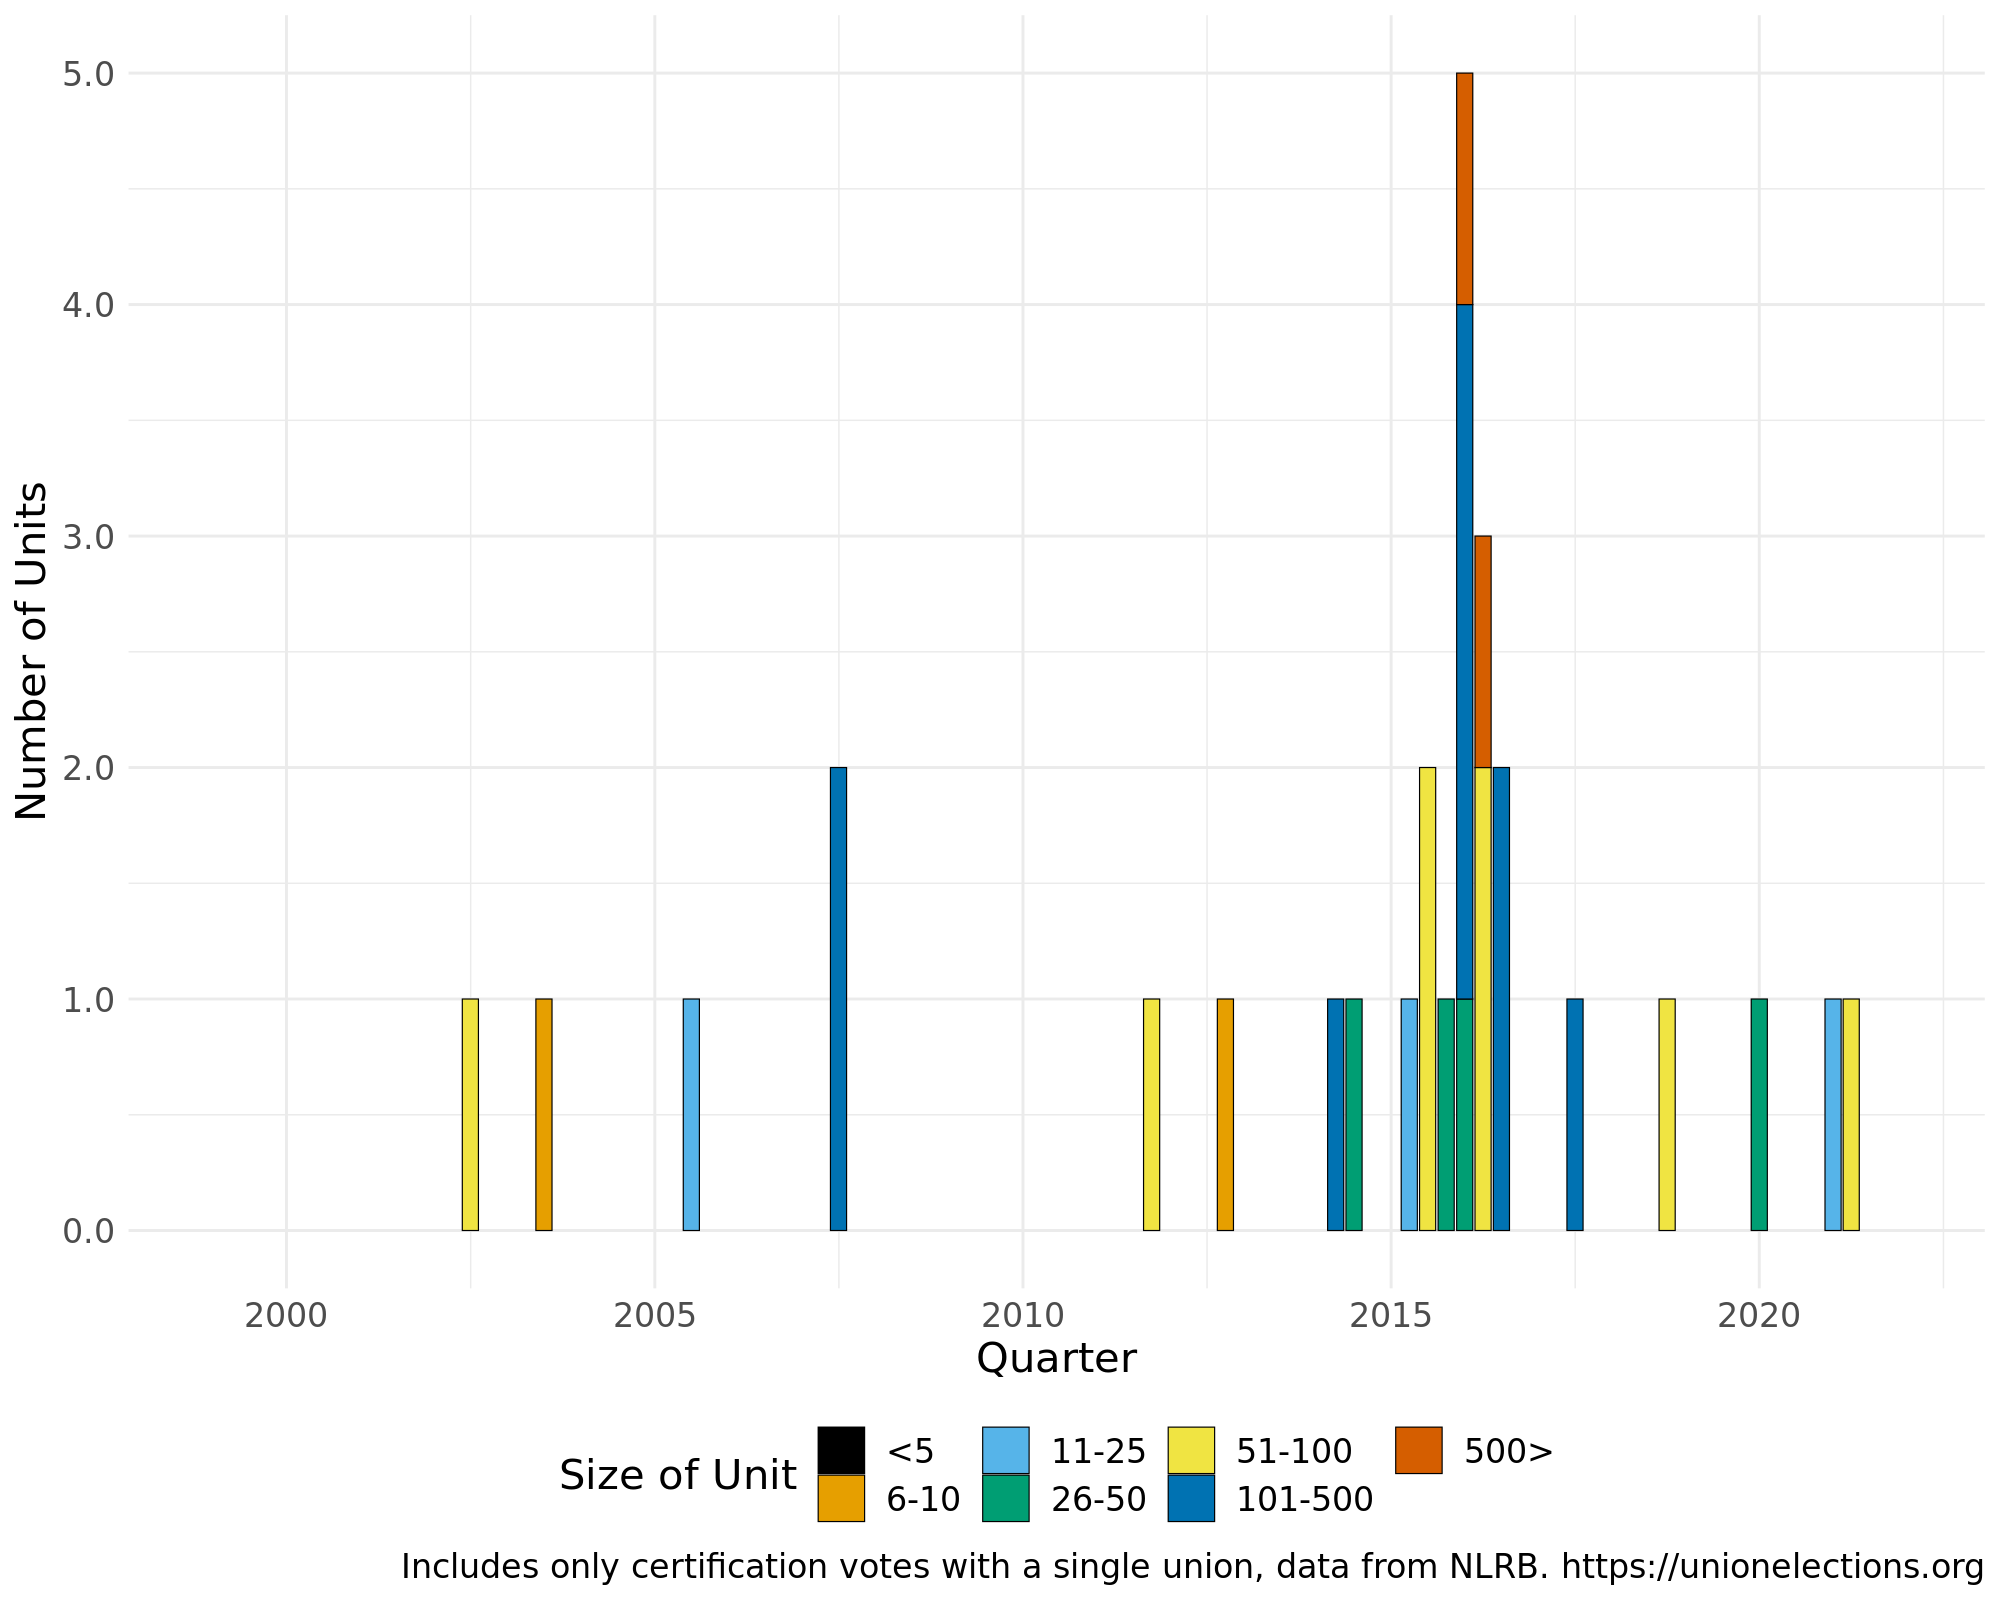 5.0
4.0
3.0
2.0
1.0
0.0
Number of Units
2000 2005 2010 2015 2020
Quarter
Size of Unit
<5 11-25 51-100 500>
6-10 26-50 101-500
Includes only certification votes with a single union, data from NLRB. https://unionelections.org